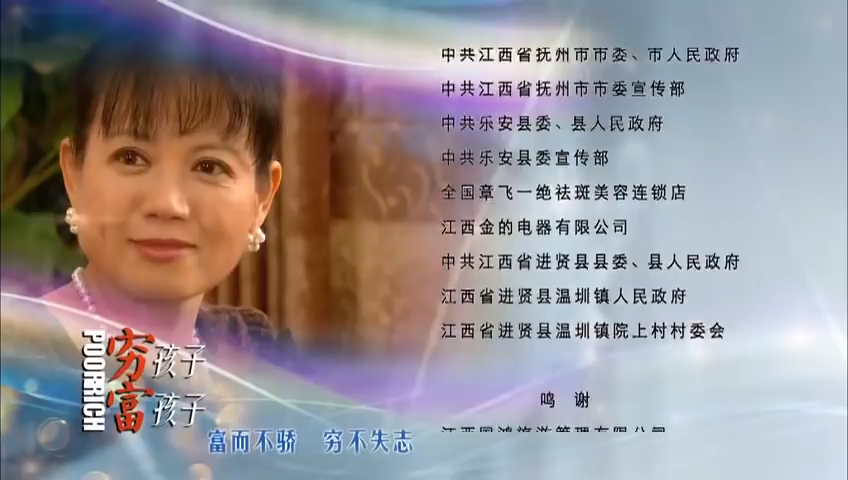 中共江西省抚州市市委、市人民政府
中共江西省抚州市市委宣传部
中共乐安县委、县人民政府
中共乐安县委宣传部
全国章飞一绝祛斑美容连锁店
江西金的电器有限公司
中共江西省进贤县县委、县人民政府
江西省进贤县温圳镇人民政府
江西省进贤县温圳镇院上村村委会
鸣 谢
POOR RICH
穷孩子
富孩子
富而不骄 穷不失志